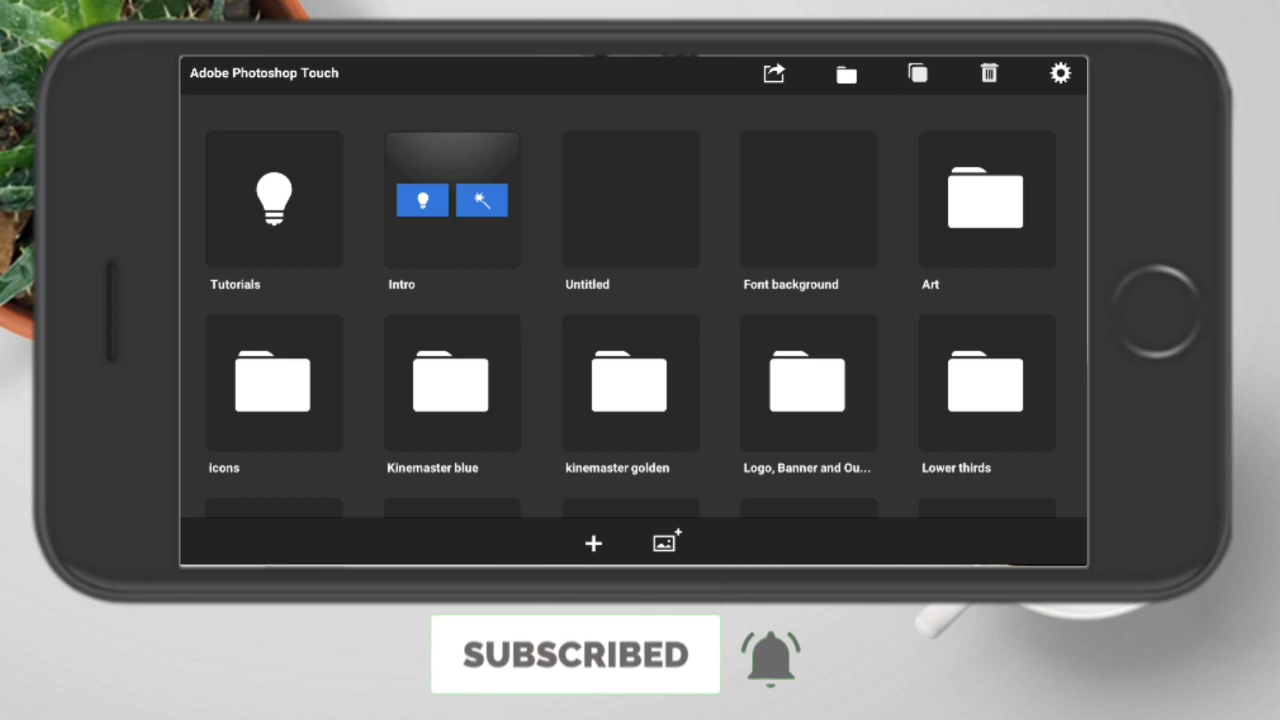 Adobe Photoshop Touch
Tutorials
Intro
Untitled
Font background
Art
icons
Kinemaster blue
kinemaster golden
Logo, Banner and Ou...
Lower thirds
SUBSCRIBED